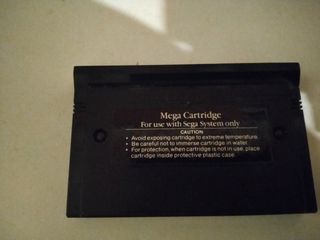 Mega Cartridge
For use with Sega System only
CAUTION
• Avoid exposing cartridge to extreme temperature.
• Be careful not to immerse cartridge in water.
• For protection, when cartridge is not in use, place
cartridge inside protective plastic case.